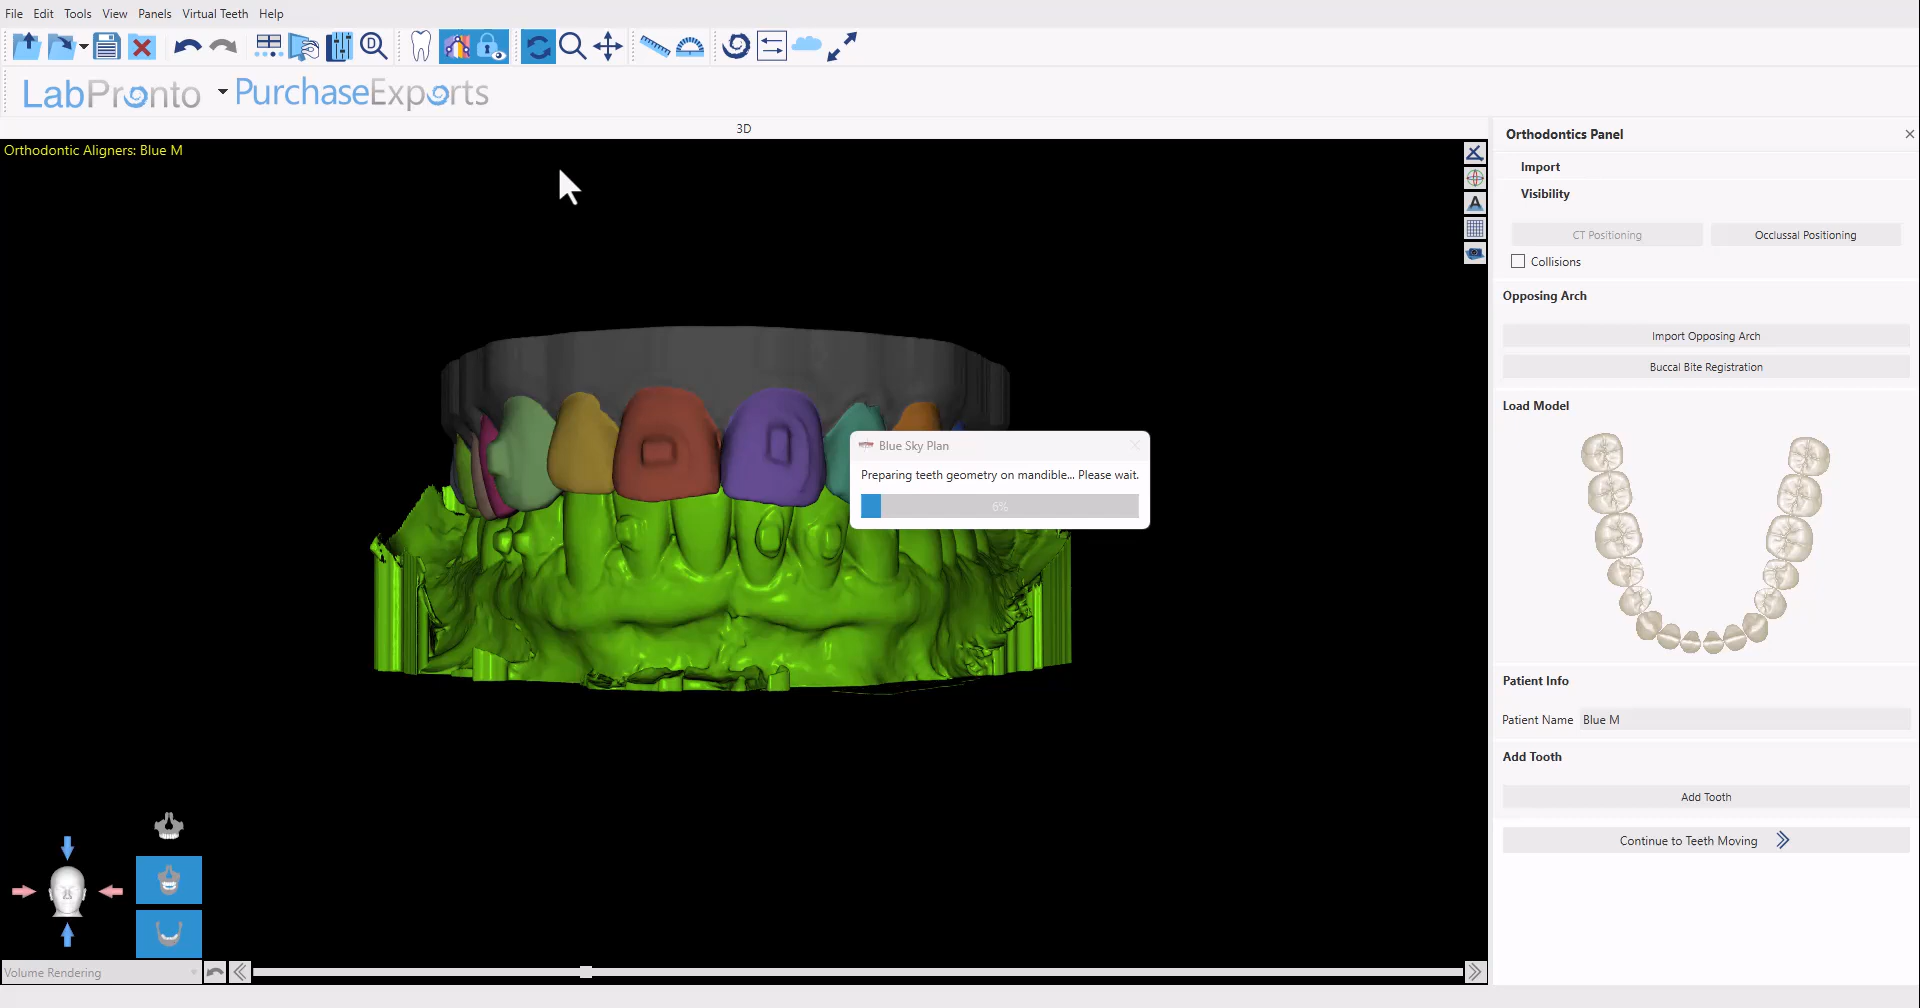 File Edit Tools View Panels Virtual Teeth Help
LabPronto PurchaseExports
3D
Orthodontic Aligners: Blue M
Orthodontics Panel
Import
Visibility
CT Positioning Occlussal Positioning
Collisions
Opposing Arch
Import Opposing Arch
Buccal Bite Registration
Load Model
Blue Sky Plan
Preparing teeth geometry on mandible... Please wait.
6%
Patient Info
Patient Name Blue M
Add Tooth
Add Tooth
Continue to Teeth Moving
Volume Rendering